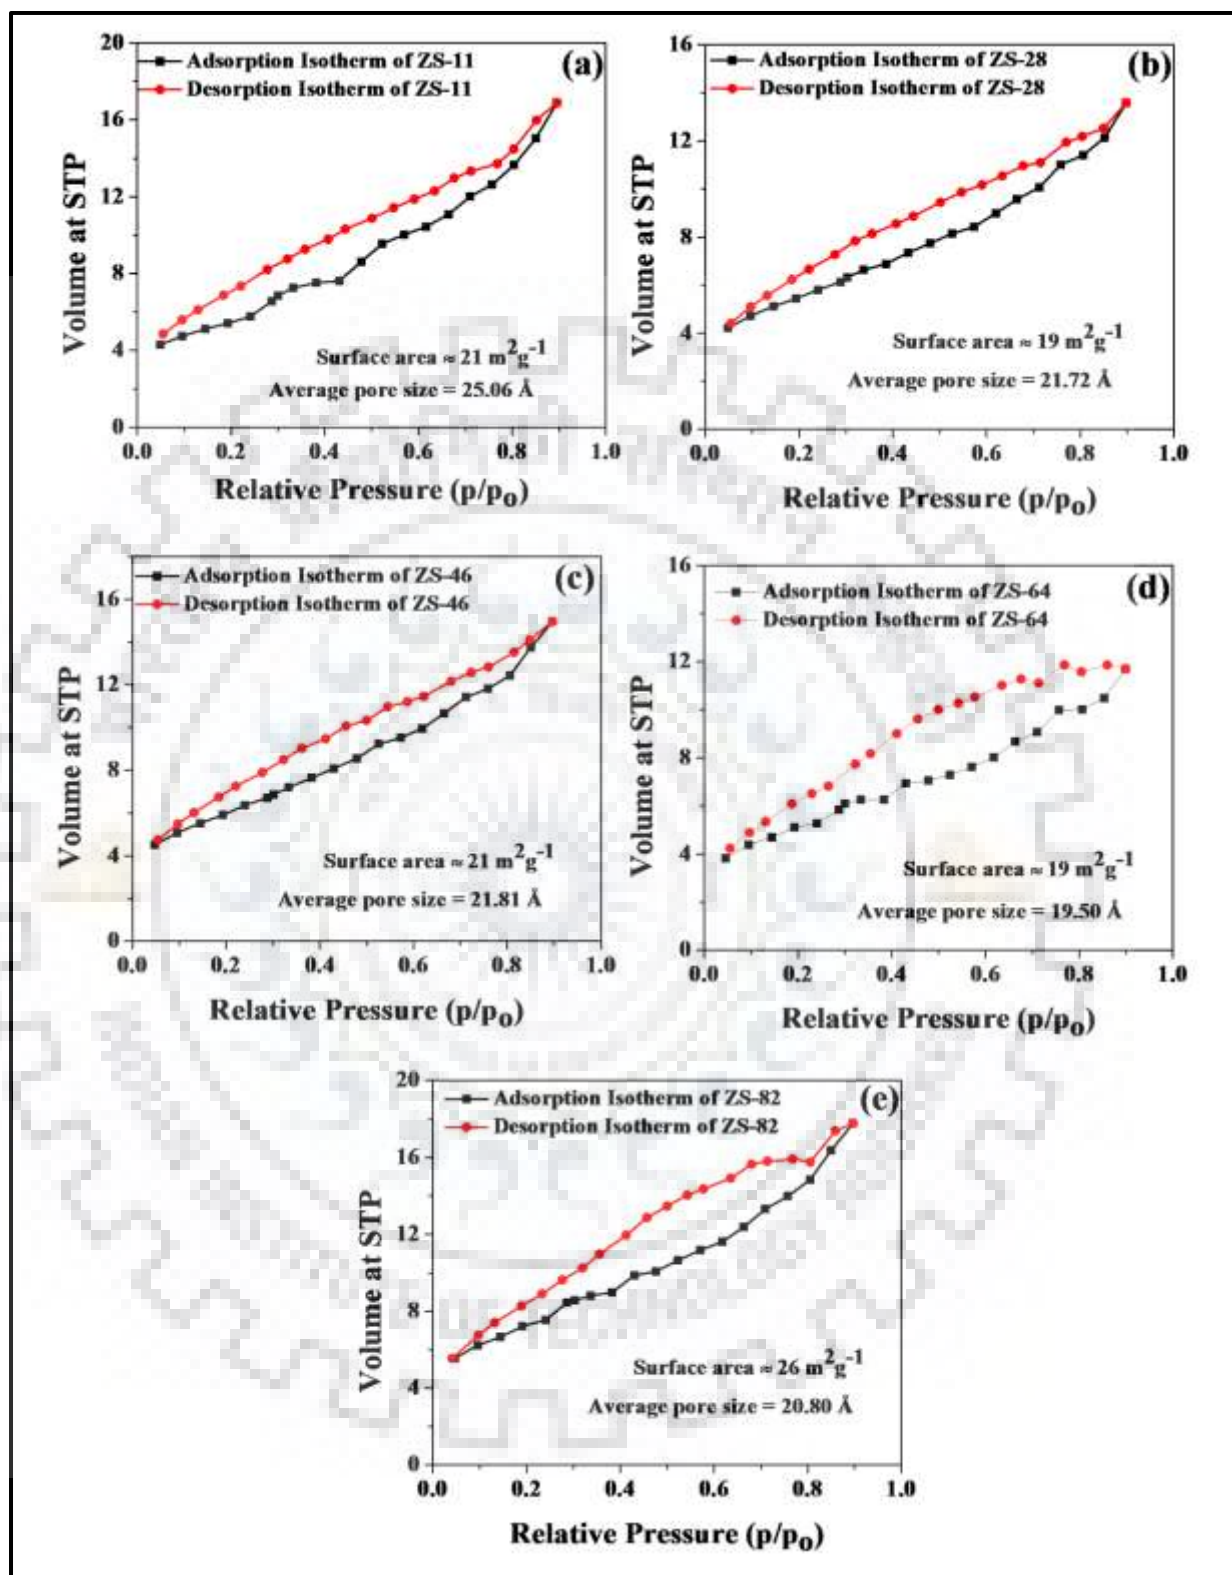 20
16
12
8
4
0
Volume at STP
Adsorption Isotherm of ZS-11
Desorption Isotherm of ZS-11
(a)
Surface area ≈ 21 m²g⁻¹
Average pore size = 25.06 Å
0.0 0.2 0.4 0.6 0.8 1.0
Relative Pressure (p/p₀)
16
12
8
4
0
Volume at STP
Adsorption Isotherm of ZS-28
Desorption Isotherm of ZS-28
(b)
Surface area ≈ 19 m²g⁻¹
Average pore size = 21.72 Å
0.0 0.2 0.4 0.6 0.8 1.0
Relative Pressure (p/p₀)
16
12
8
4
0
Volume at STP
Adsorption Isotherm of ZS-46
Desorption Isotherm of ZS-46
(c)
Surface area ≈ 21 m²g⁻¹
Average pore size = 21.81 Å
0.0 0.2 0.4 0.6 0.8 1.0
Relative Pressure (p/p₀)
16
12
8
4
0
Volume at STP
Adsorption Isotherm of ZS-64
Desorption Isotherm of ZS-64
(d)
Surface area ≈ 19 m²g⁻¹
Average pore size = 19.50 Å
0.0 0.2 0.4 0.6 0.8 1.0
Relative Pressure (p/p₀)
20
16
12
8
4
0
Volume at STP
Adsorption Isotherm of ZS-82
Desorption Isotherm of ZS-82
(e)
Surface area ≈ 26 m²g⁻¹
Average pore size = 20.80 Å
0.0 0.2 0.4 0.6 0.8 1.0
Relative Pressure (p/p₀)